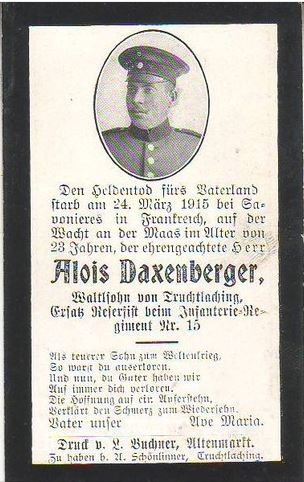 Den Heldentod fürs Vaterland
starb am 24. März 1915 bei Sa-
vonieres in Frankreich, auf der
Wacht an der Maas im Alter von
23 Jahren, der ehrengeachtete Herr
Alois Daxenberger,
Waltlsohn von Truchtlaching,
Ersatz Reservist beim Infanterie-Re-
giment Nr. 15
Als teuerer Sohn zum Weltkrieg,
So warst du auserkoren.
Und nun, du Guter haben wir
Auf immer dich verloren.
Die Hoffnung auf ein Auferstehn,
Verklärt den Schmerz zum Wiedersehn.
Vater unser Ave Maria.
Druck v. L. Buchner, Altenmarkt.
Zu haben b. A. Schönlinner, Truchtlaching.